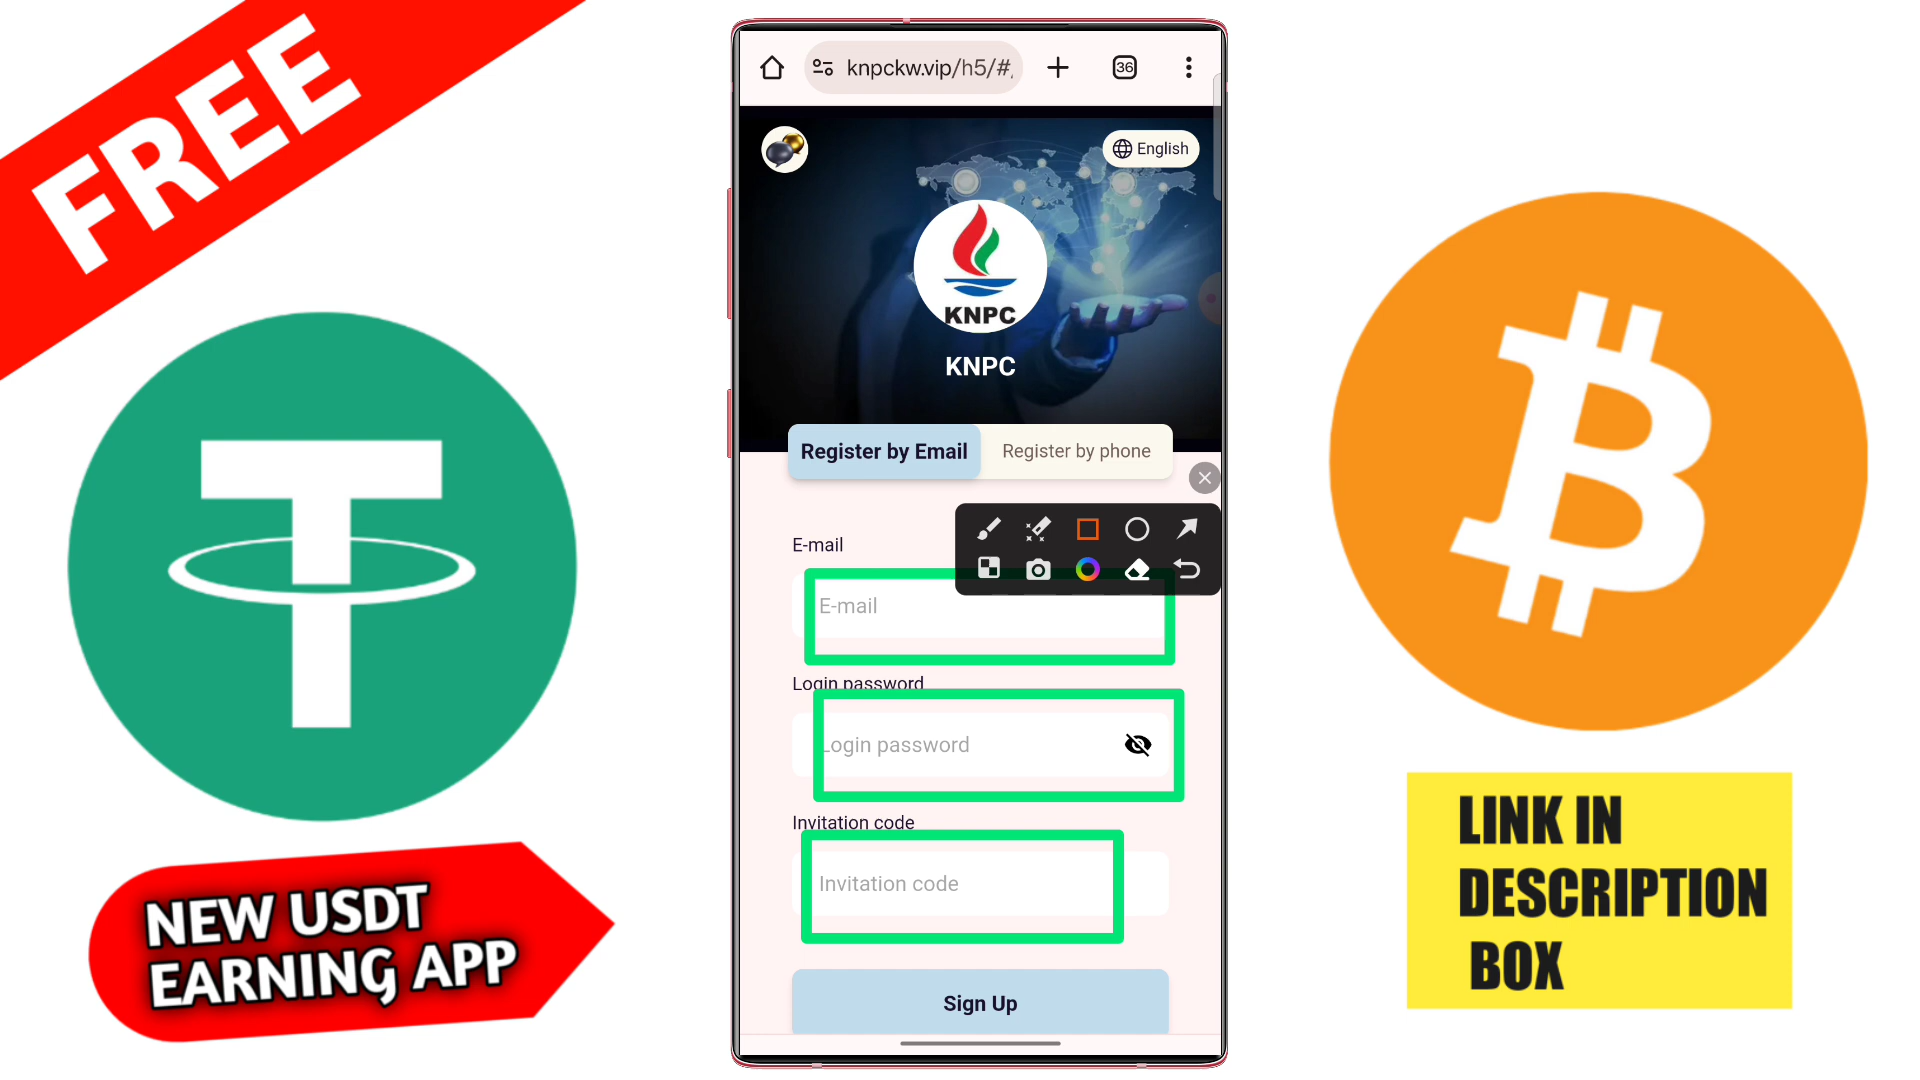 FREE
knpckw.vip/h5/#
36
English
KNPC
KNPC
Register by Email
Register by phone
E-mail
E-mail
Login password
Login password
Invitation code
Invitation code
Sign Up
NEW USDT
EARNING APP
LINK IN
DESCRIPTION
BOX